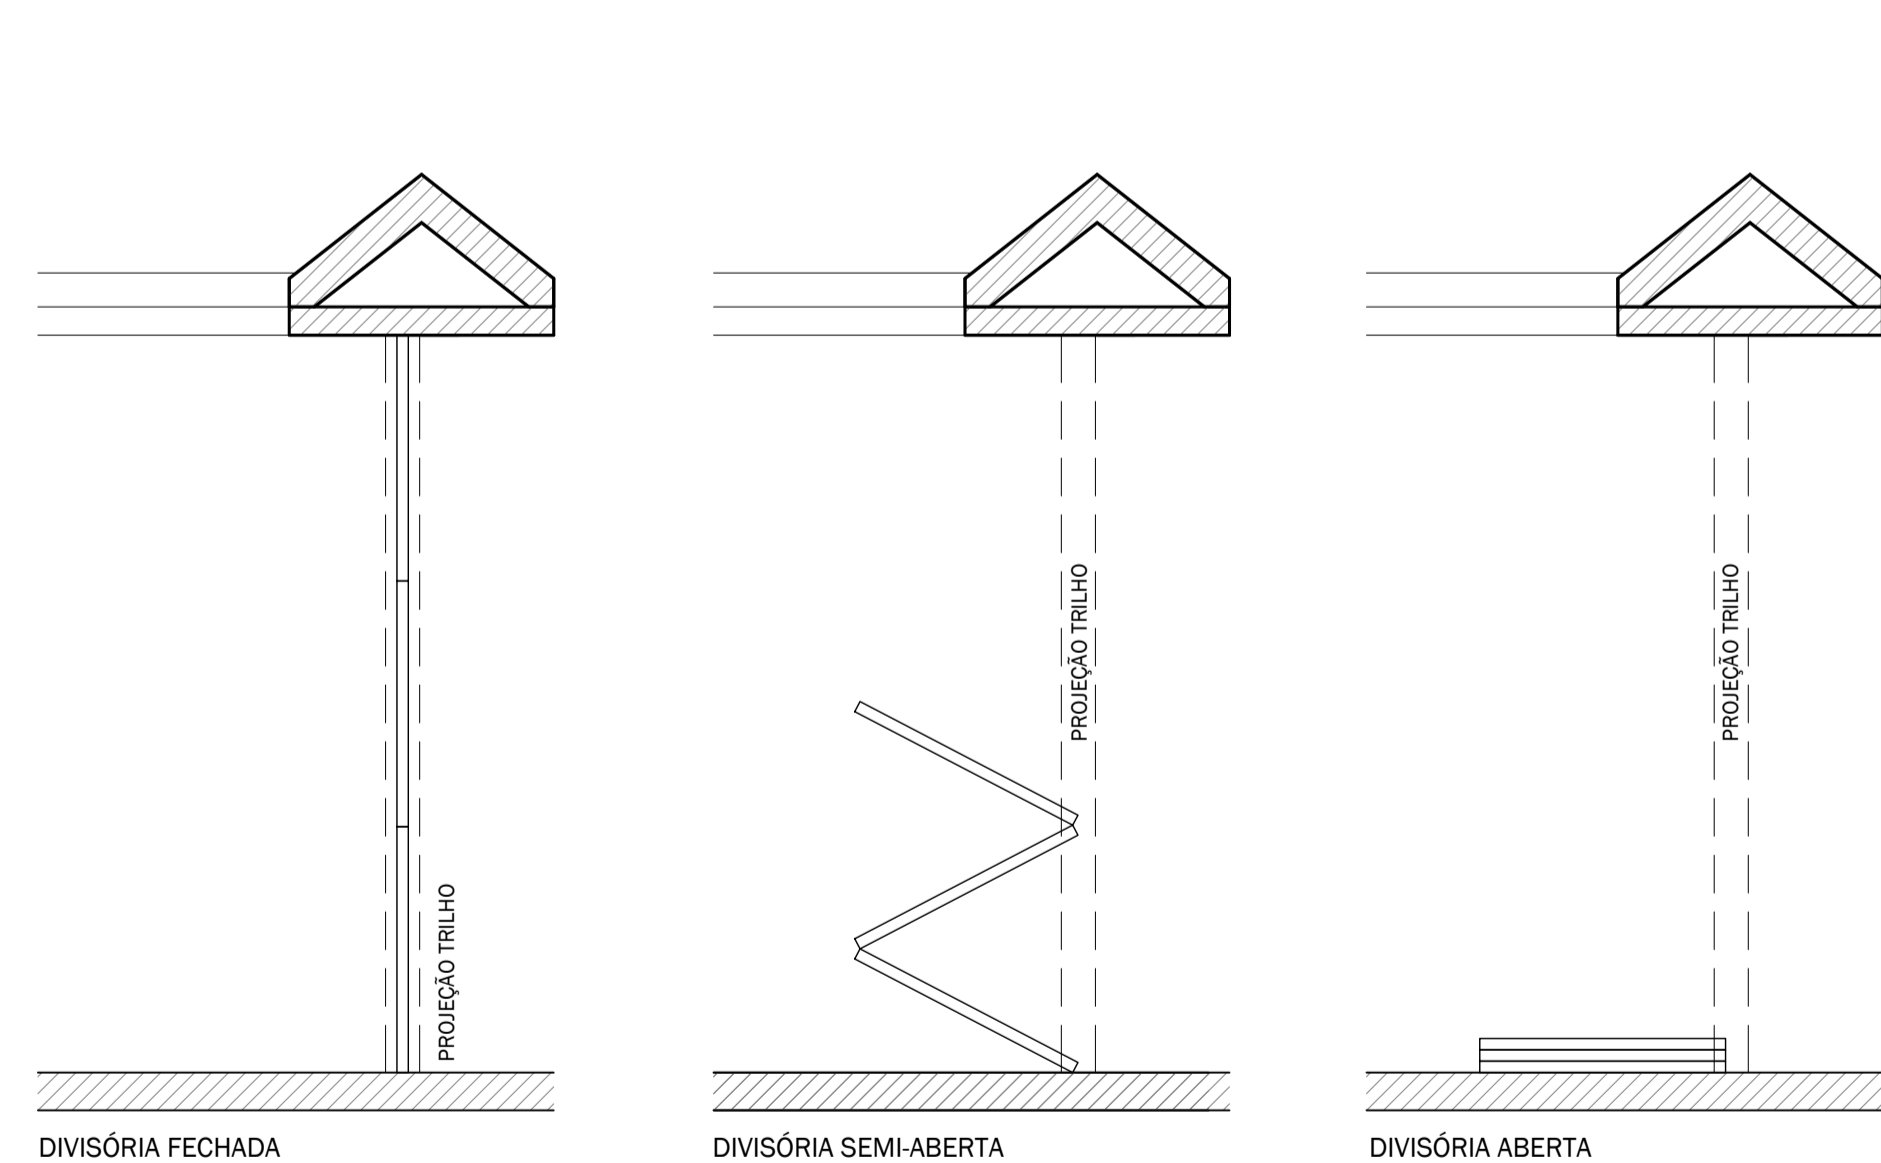 PROJEÇÃO TRILHO
PROJEÇÃO TRILHO
PROJEÇÃO TRILHO
DIVISÓRIA FECHADA
DIVISÓRIA SEMI-ABERTA
DIVISÓRIA ABERTA